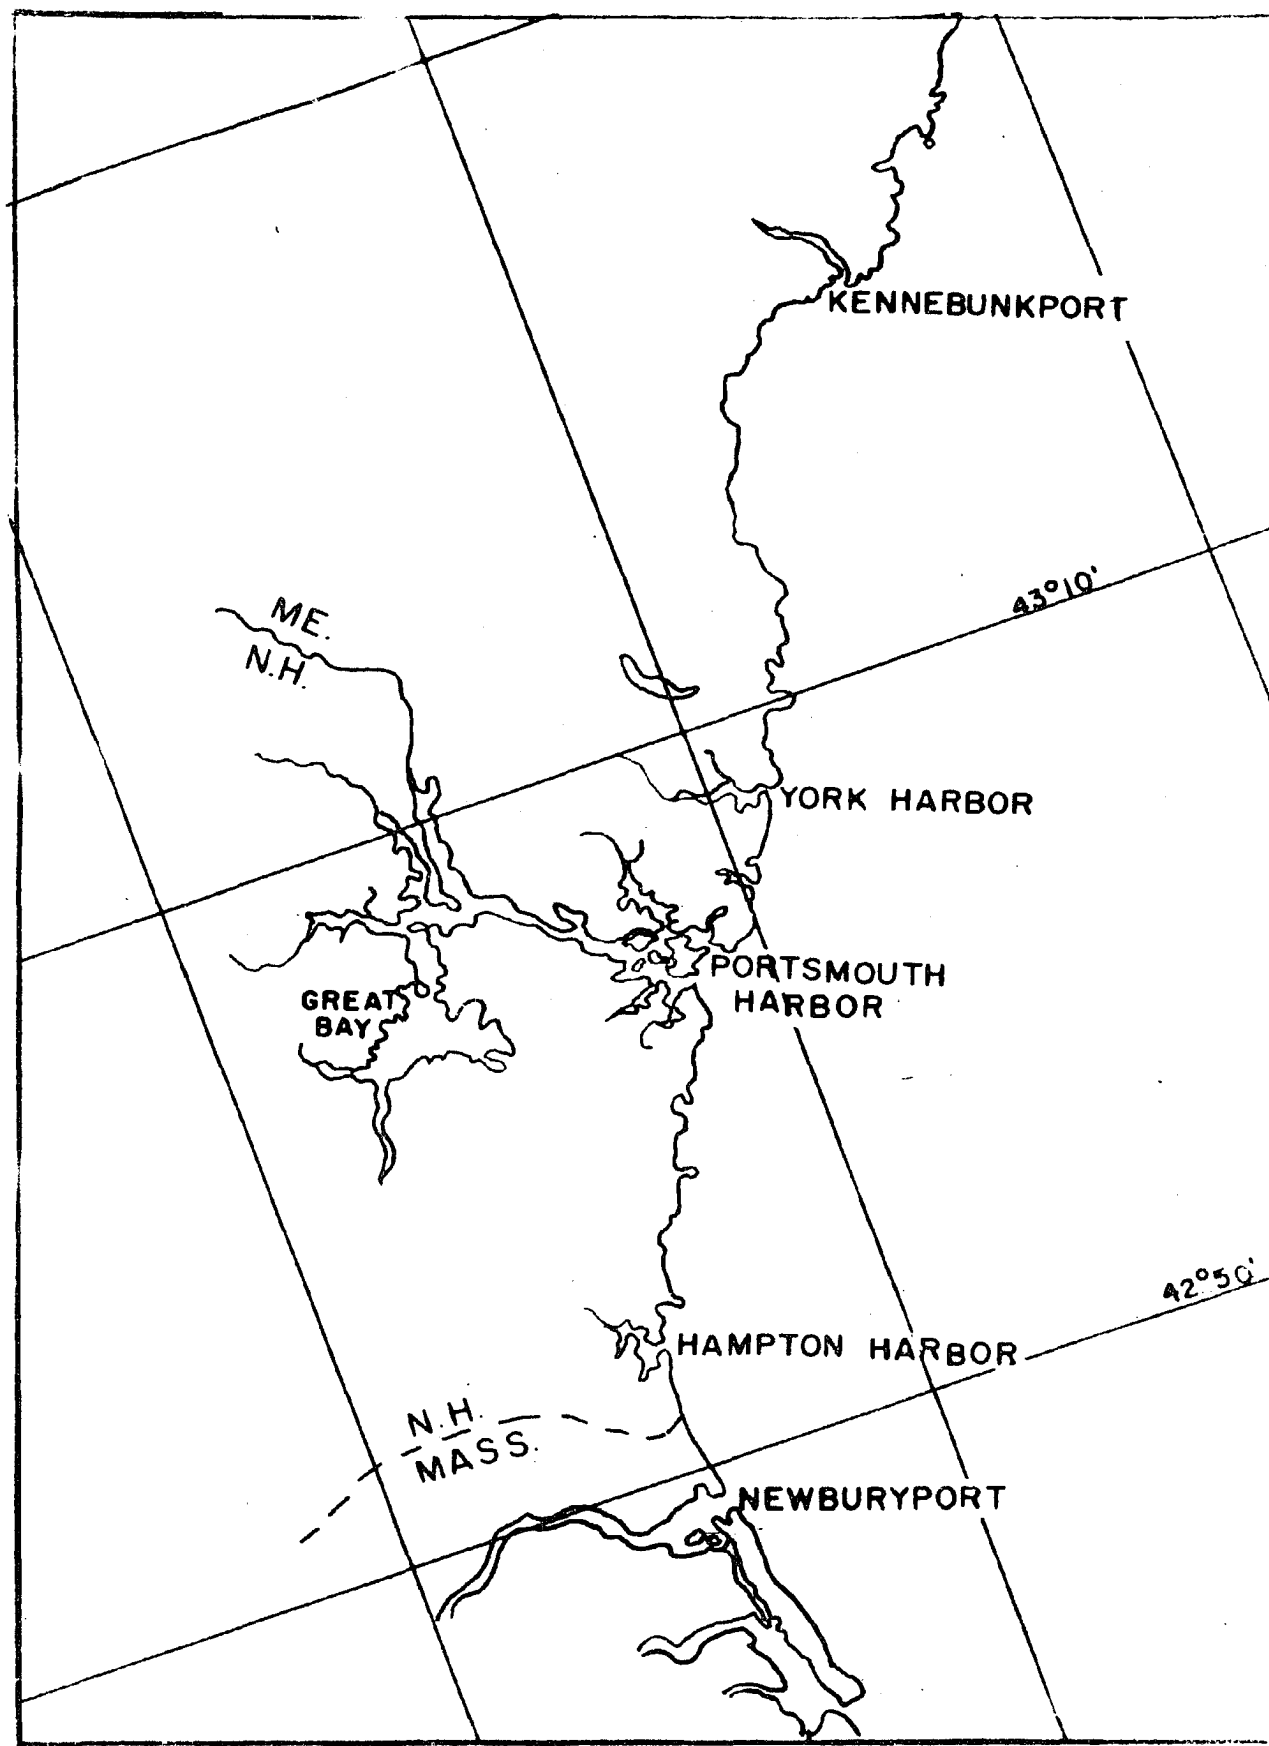 KENNEBUNKPORT
43°10'
ME.
N.H.
YORK HARBOR
PORTSMOUTH
HARBOR
GREAT
BAY
42°50'
HAMPTON HARBOR
N.H.
MASS.
NEWBURYPORT